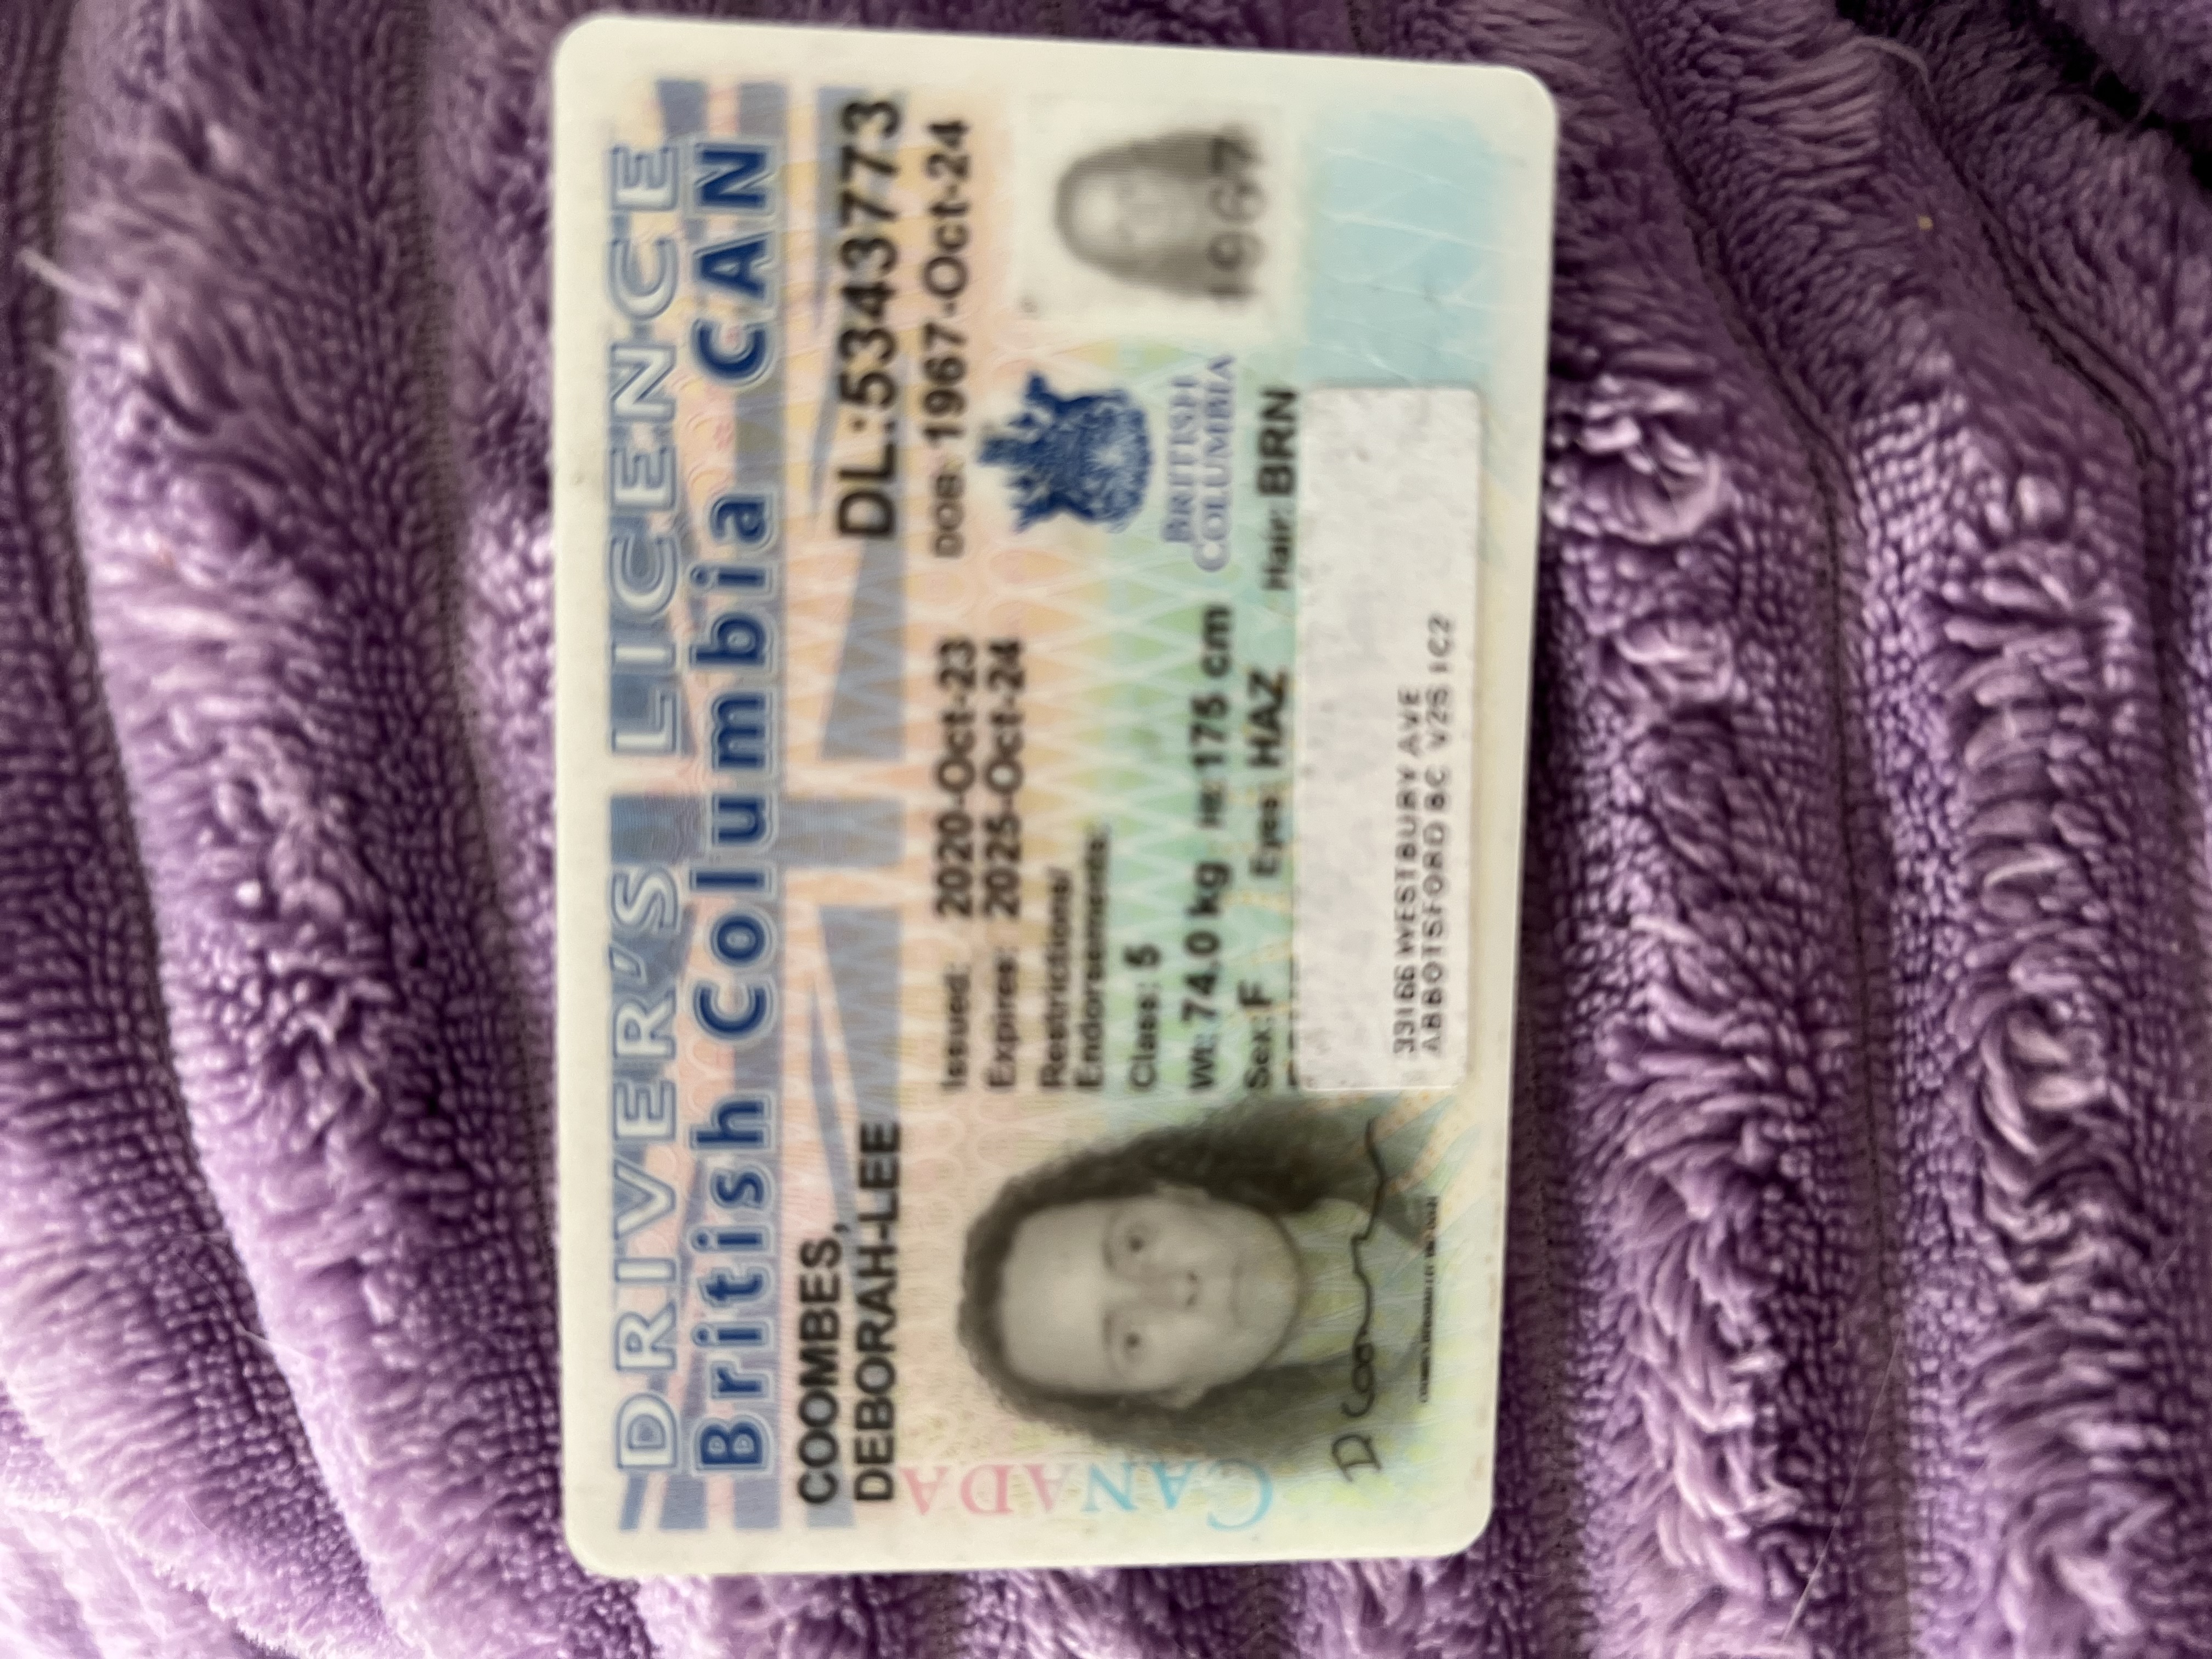 DRIVER'S LICENCE
British Columbia CAN
COOMBES,
DEBORAH-LEE
DL:5343773
Issued: 2020-Oct-23
DOB: 1967-Oct-24
Expires: 2025-Oct-24
Restrictions/
Endorsements:
Class: 5
Wt: 74.0 kg Ht: 175 cm
Sex: F Eyes: HAZ Hair: BRN
CANADA
BRITISH
COLUMBIA
1967
D Coom
33166 WESTBURY AVE
ABBOTSFORD BC V2S 1C2